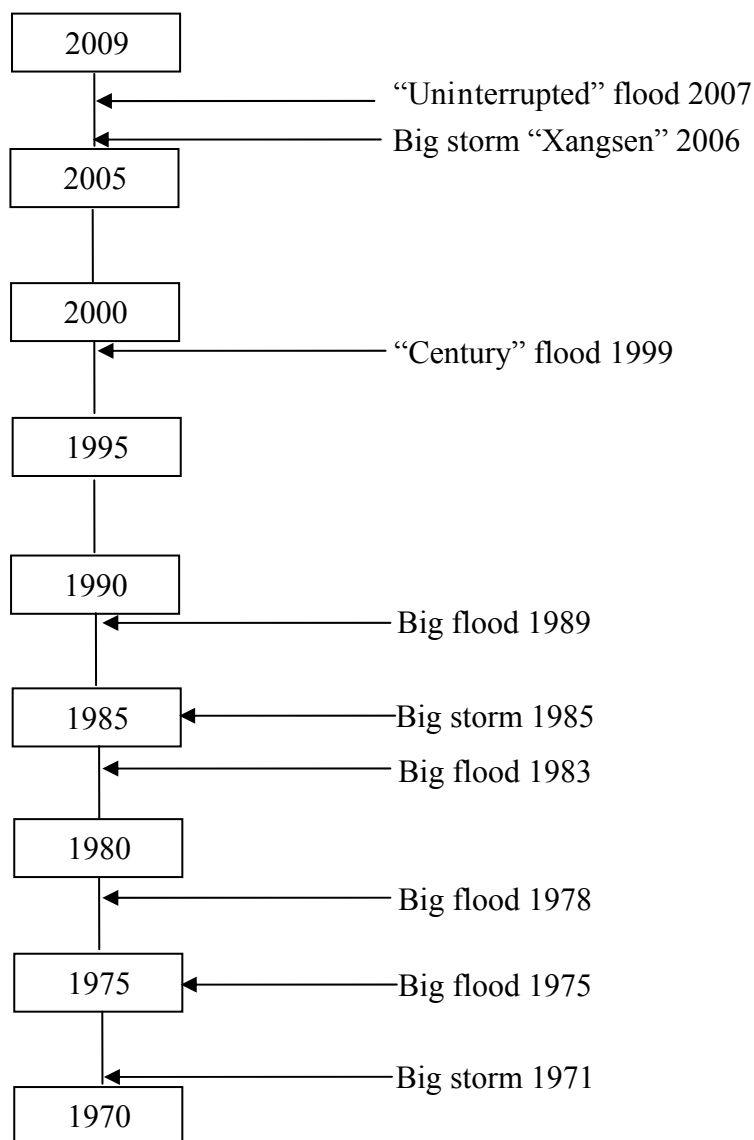 2009
“Uninterrupted” flood 2007
Big storm “Xangsen” 2006
2005
2000
“Century” flood 1999
1995
1990
Big flood 1989
1985
Big storm 1985
Big flood 1983
1980
Big flood 1978
1975
Big flood 1975
Big storm 1971
1970